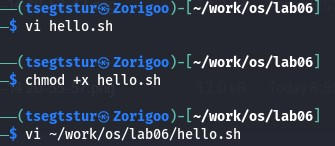 (tsegtstur㉿Zorigoo)-[~/work/os/lab06]
$ vi hello.sh
(tsegtstur㉿Zorigoo)-[~/work/os/lab06]
$ chmod +x hello.sh
(tsegtstur㉿Zorigoo)-[~/work/os/lab06]
$ vi ~/work/os/lab06/hello.sh